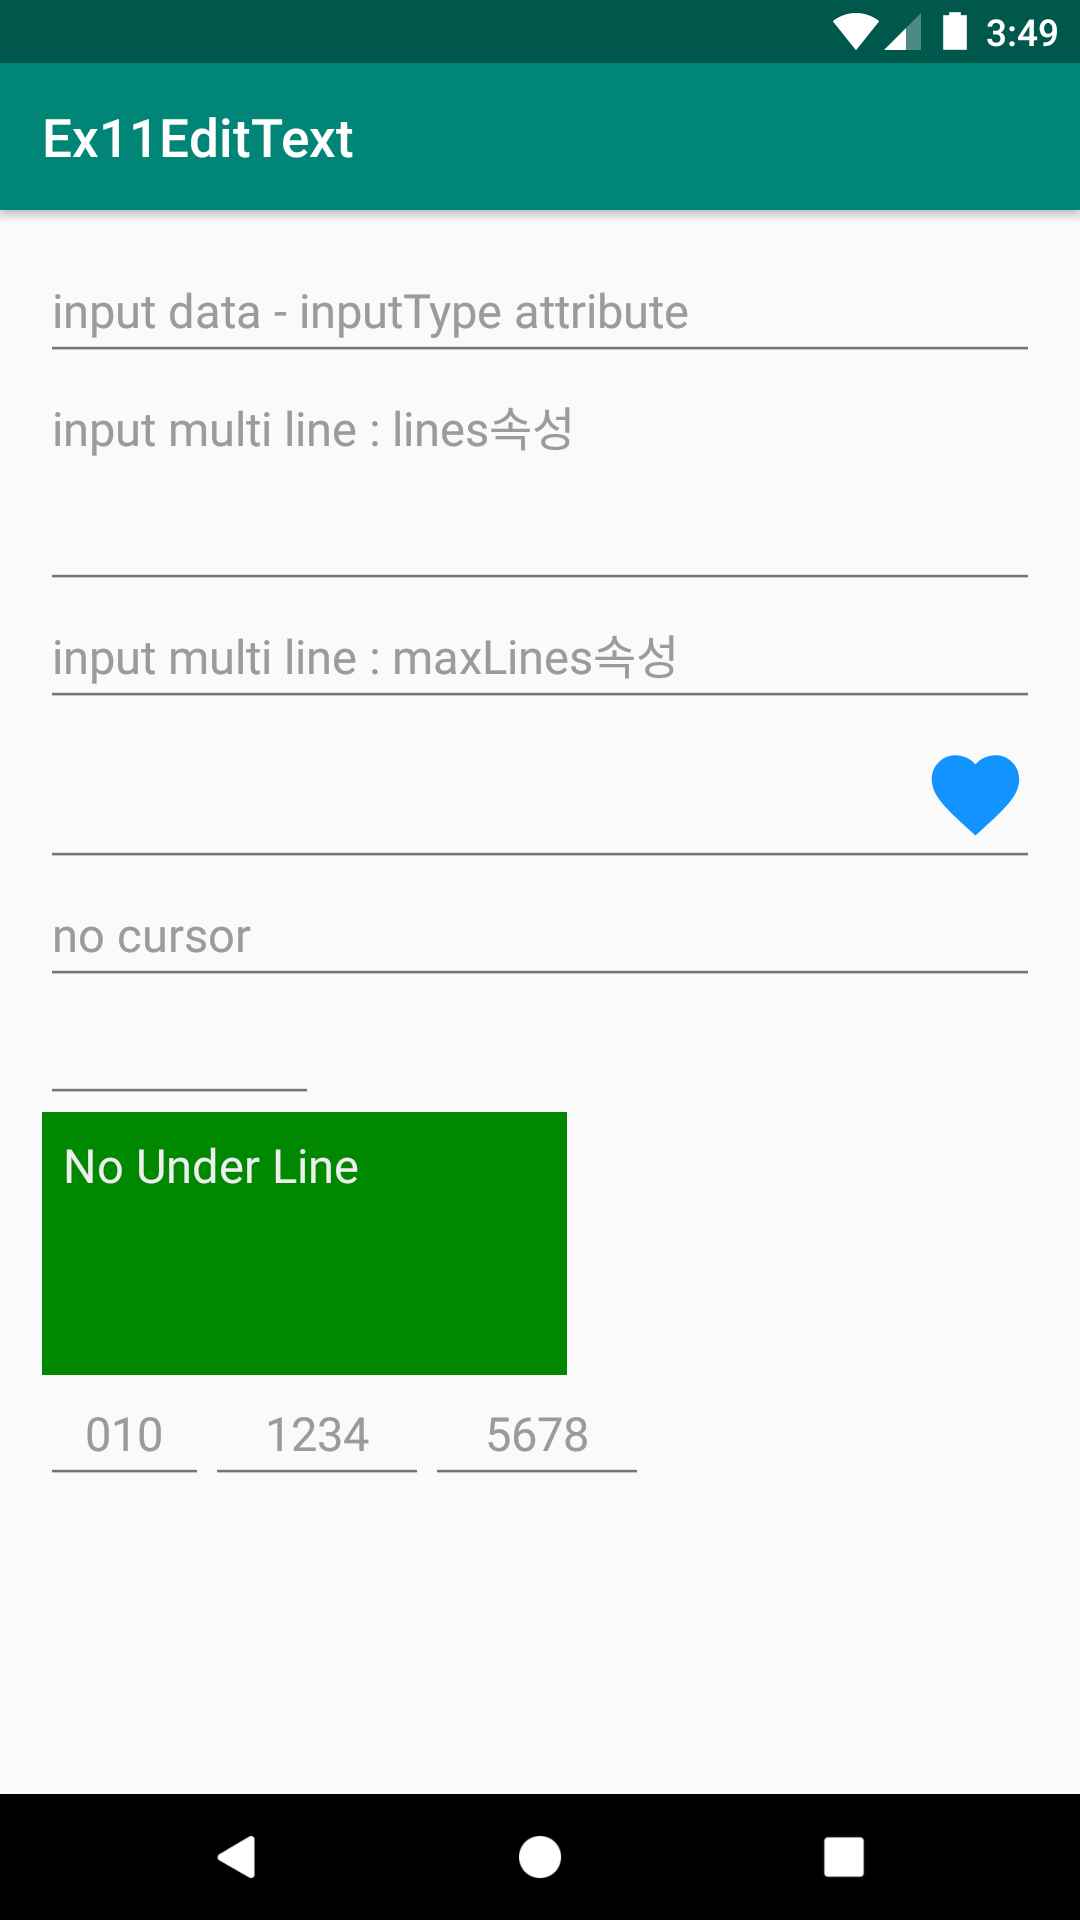 3:49
Ex11EditText
input data - inputType attribute
input multi line : lines속성
input multi line : maxLines속성
no cursor
No Under Line
010 1234 5678